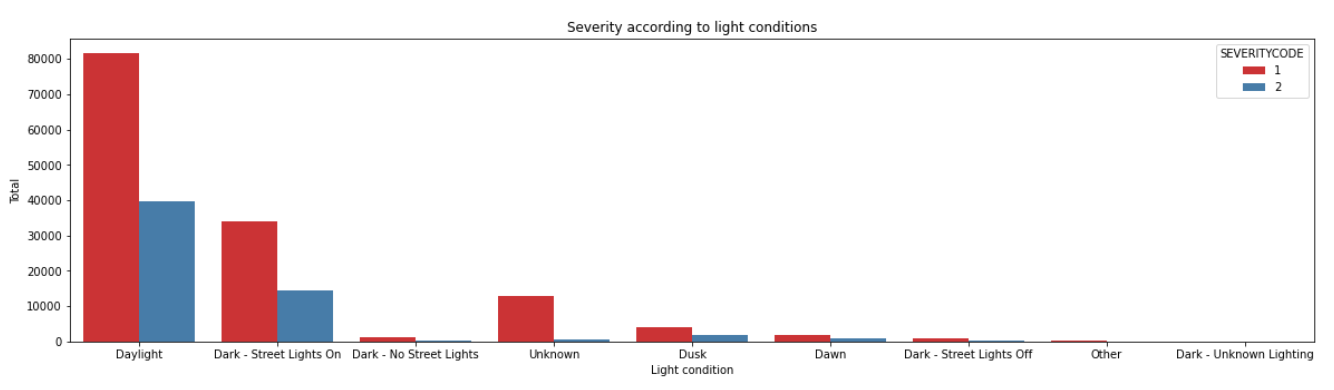 Severity according to light conditions
SEVERITYCODE
1
2
Total
80000
70000
60000
50000
40000
30000
20000
10000
0
Daylight
Dark - Street Lights On
Dark - No Street Lights
Unknown
Dusk
Dawn
Dark - Street Lights Off
Other
Dark - Unknown Lighting
Light condition